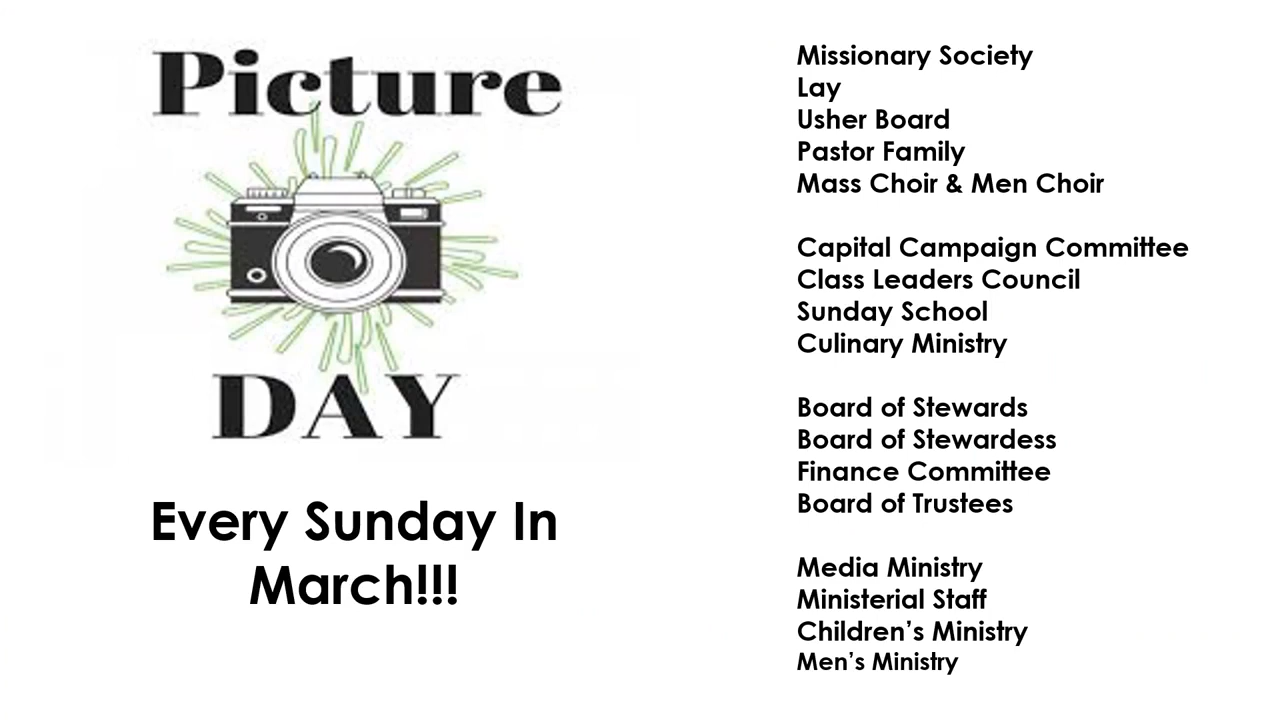 Picture
DAY
Every Sunday In
March!!!
Missionary Society
Lay
Usher Board
Pastor Family
Mass Choir & Men Choir
Capital Campaign Committee
Class Leaders Council
Sunday School
Culinary Ministry
Board of Stewards
Board of Stewardess
Finance Committee
Board of Trustees
Media Ministry
Ministerial Staff
Children’s Ministry
Men’s Ministry